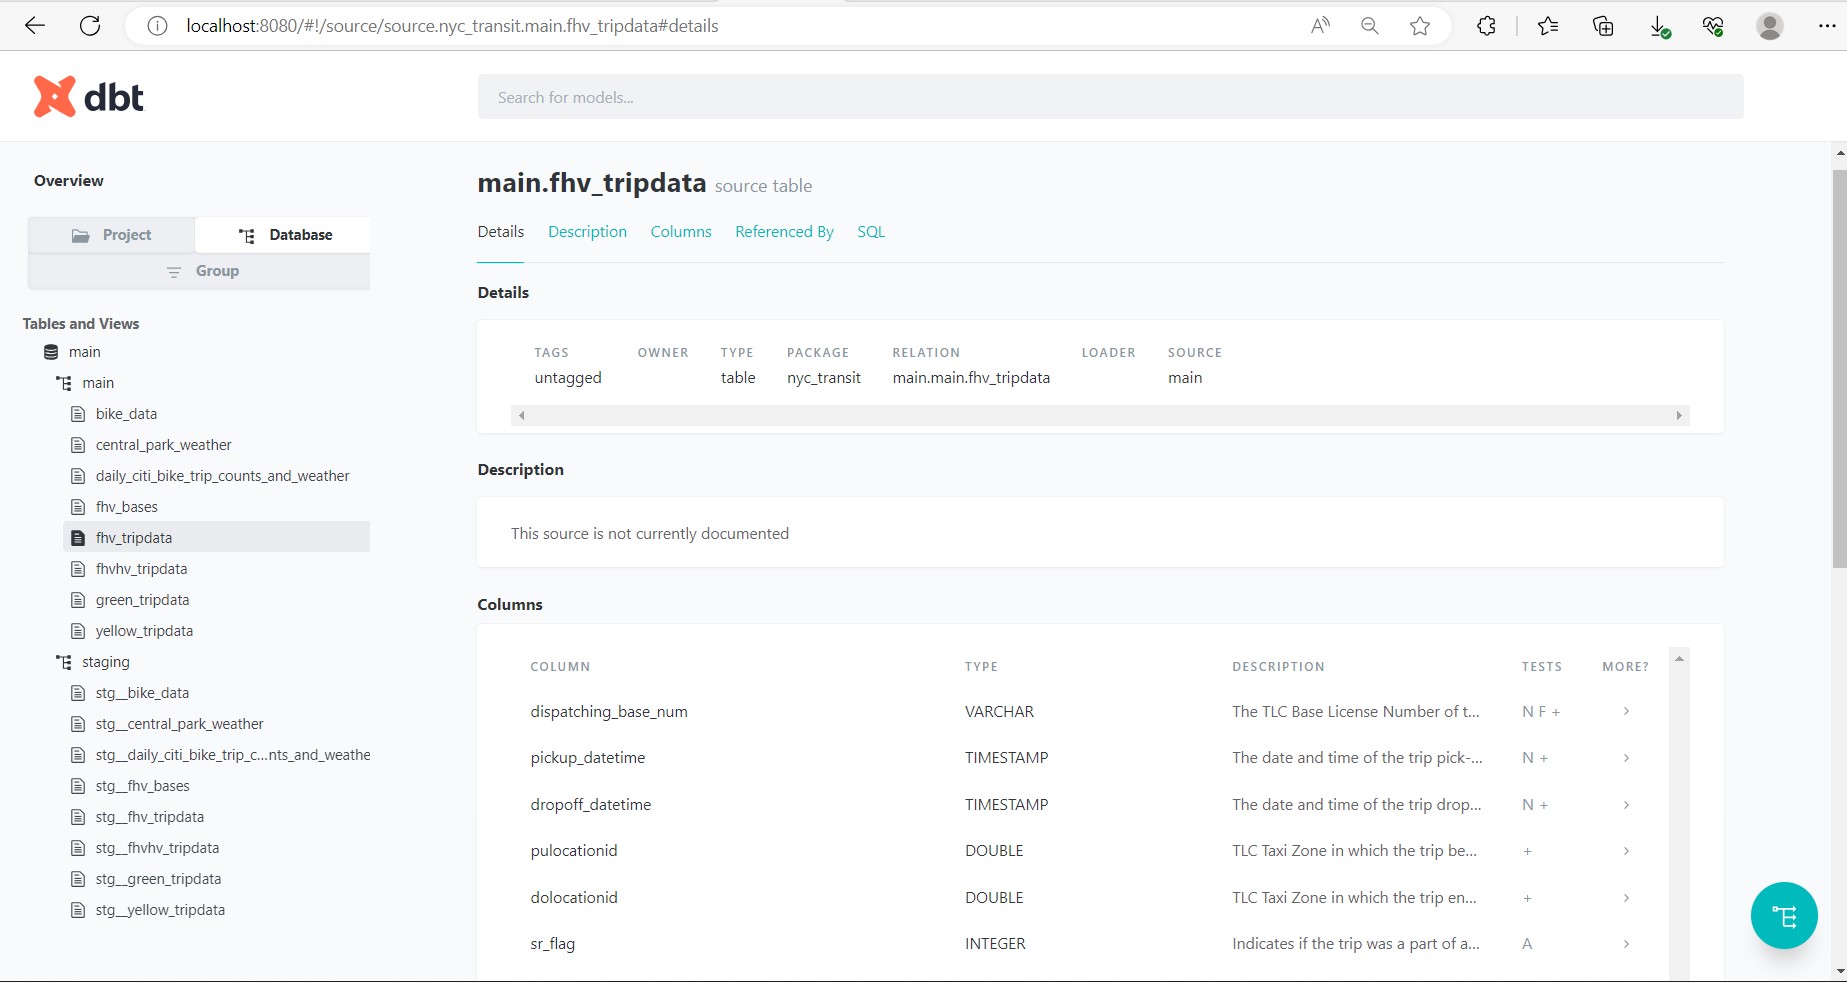 localhost:8080/#!/source/source.nyc_transit.main.fhv_tripdata#details
dbt
Search for models...
Overview
Project
Database
Group
Tables and Views
main
main
bike_data
central_park_weather
daily_citi_bike_trip_counts_and_weather
fhv_bases
fhv_tripdata
fhvhv_tripdata
green_tripdata
yellow_tripdata
staging
stg__bike_data
stg__central_park_weather
stg__daily_citi_bike_trip_c...nts_and_weathe
stg__fhv_bases
stg__fhv_tripdata
stg__fhvhv_tripdata
stg__green_tripdata
stg__yellow_tripdata
main.fhv_tripdata source table
Details Description Columns Referenced By SQL
Details
TAGS OWNER TYPE PACKAGE RELATION LOADER SOURCE
untagged table nyc_transit main.main.fhv_tripdata main
Description
This source is not currently documented
Columns
COLUMN TYPE DESCRIPTION TESTS MORE?
dispatching_base_num VARCHAR The TLC Base License Number of t... N F +
pickup_datetime TIMESTAMP The date and time of the trip pick-... N +
dropoff_datetime TIMESTAMP The date and time of the trip drop... N +
pulocationid DOUBLE TLC Taxi Zone in which the trip be... +
dolocationid DOUBLE TLC Taxi Zone in which the trip en... +
sr_flag INTEGER Indicates if the trip was a part of a... A